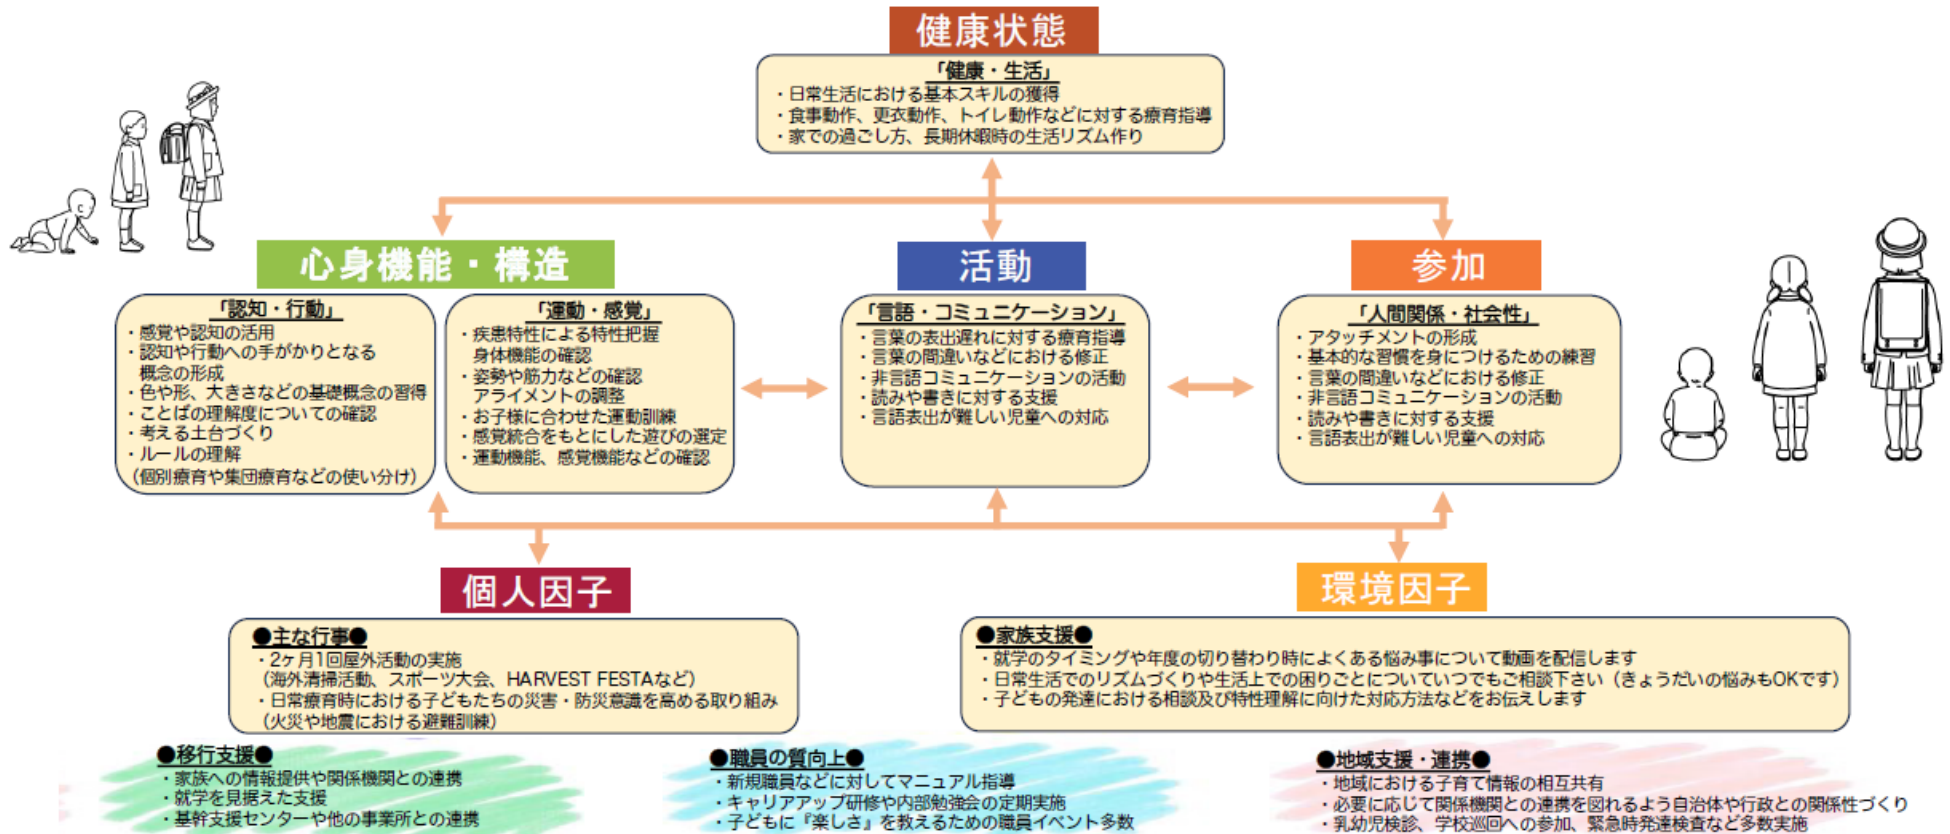 健康状態
「健康・生活」
・日常生活における基本スキルの獲得
・食事動作、更衣動作、トイレ動作などに対する療育指導
・家での過ごし方、長期休暇時の生活リズム作り
心身機能・構造
「認知・行動」
・感覚や認知の活用
・認知や行動への手がかりとなる
概念の形成
・色や形、大きさなどの基礎概念の習得
・ことばの理解度についての確認
・考える土台づくり
・ルールの理解
（個別療育や集団療育などの使い分け）
「運動・感覚」
・疾患特性による特性把握
身体機能の確認
・姿勢や筋力などの確認
アライメントの調整
・お子様に合わせた運動訓練
・感覚統合をもとにした遊びの選定
・運動機能、感覚機能などの確認
活動
「言語・コミュニケーション」
・言葉の表出遅れに対する療育指導
・言葉の間違いなどにおける修正
・非言語コミュニケーションの活動
・読みや書きに対する支援
・言語表出が難しい児童への対応
参加
「人間関係・社会性」
・アタッチメントの形成
・基本的な習慣を身につけるための練習
・言葉の間違いなどにおける修正
・非言語コミュニケーションの活動
・読みや書きに対する支援
・言語表出が難しい児童への対応
個人因子
●主な行事●
・2ヶ月1回屋外活動の実施
（海外清掃活動、スポーツ大会、HARVEST FESTAなど）
・日常療育時における子どもたちの災害・防災意識を高める取り組み
（火災や地震における避難訓練）
環境因子
●家族支援●
・就学のタイミングや年度の切り替わり時によくある悩み事について動画を配信します
・日常生活でのリズムづくりや生活上での困りごとについていつでもご相談下さい（きょうだいの悩みもOKです）
・子どもの発達における相談及び特性理解に向けた対応方法などをお伝えします
●移行支援●
・家族への情報提供や関係機関との連携
・就学を見据えた支援
・基幹支援センターや他の事業所との連携
●職員の質向上●
・新規職員などに対してマニュアル指導
・キャリアアップ研修や内部勉強会の定期実施
・子どもに『楽しさ』を教えるための職員イベント多数
●地域支援・連携●
・地域における子育て情報の相互共有
・必要に応じて関係機関との連携を図れるよう自治体や行政との関係性づくり
・乳幼児検診、学校巡回への参加、緊急時発達検査など多数実施